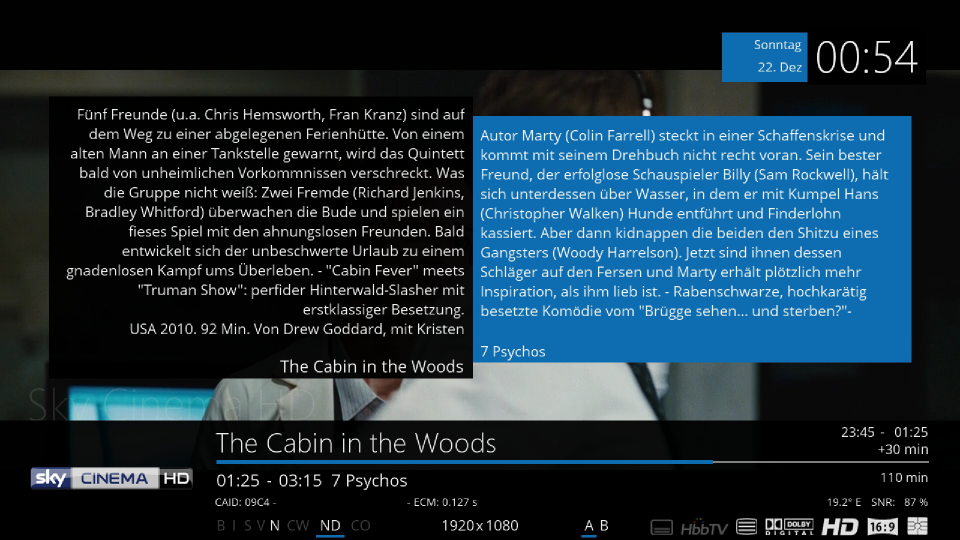 Sonntag
22. Dez
00:54
Fünf Freunde (u.a. Chris Hemsworth, Fran Kranz) sind auf
dem Weg zu einer abgelegenen Ferienhütte. Von einem
alten Mann an einer Tankstelle gewarnt, wird das Quintett
bald von unheimlichen Vorkommnissen verschreckt. Was
die Gruppe nicht weiß: Zwei Fremde (Richard Jenkins,
Bradley Whitford) überwachen die Bude und spielen ein
fieses Spiel mit den ahnungslosen Freunden. Bald
entwickelt sich der unbeschwerte Urlaub zu einem
gnadenlosen Kampf ums Überleben. - "Cabin Fever" meets
"Truman Show": perfider Hinterwald-Slasher mit
erstklassiger Besetzung.
USA 2010. 92 Min. Von Drew Goddard, mit Kristen
The Cabin in the Woods
Autor Marty (Colin Farrell) steckt in einer Schaffenskrise und
kommt mit seinem Drehbuch nicht recht voran. Sein bester
Freund, der erfolglose Schauspieler Billy (Sam Rockwell), hält
sich unterdessen über Wasser, in dem er mit Kumpel Hans
(Christopher Walken) Hunde entführt und Finderlohn
kassiert. Aber dann kidnappen die beiden den Shitzu eines
Gangsters (Woody Harrelson). Jetzt sind ihnen dessen
Schläger auf den Fersen und Marty erhält plötzlich mehr
Inspiration, als ihm lieb ist. - Rabenschwarze, hochkarätig
besetzte Komödie vom "Brügge sehen... und sterben?"-
7 Psychos
Sky Cinema HD
The Cabin in the Woods
23:45 - 01:25
+30 min
sky CINEMA HD
01:25 - 03:15 7 Psychos
110 min
CAID: 09C4 - - ECM: 0.127 s
19.2° E SNR: 87 %
B I S V N CW ND CO
1920x1080
A B
HbbTV
DOLBY
DIGITAL
HD
16:9